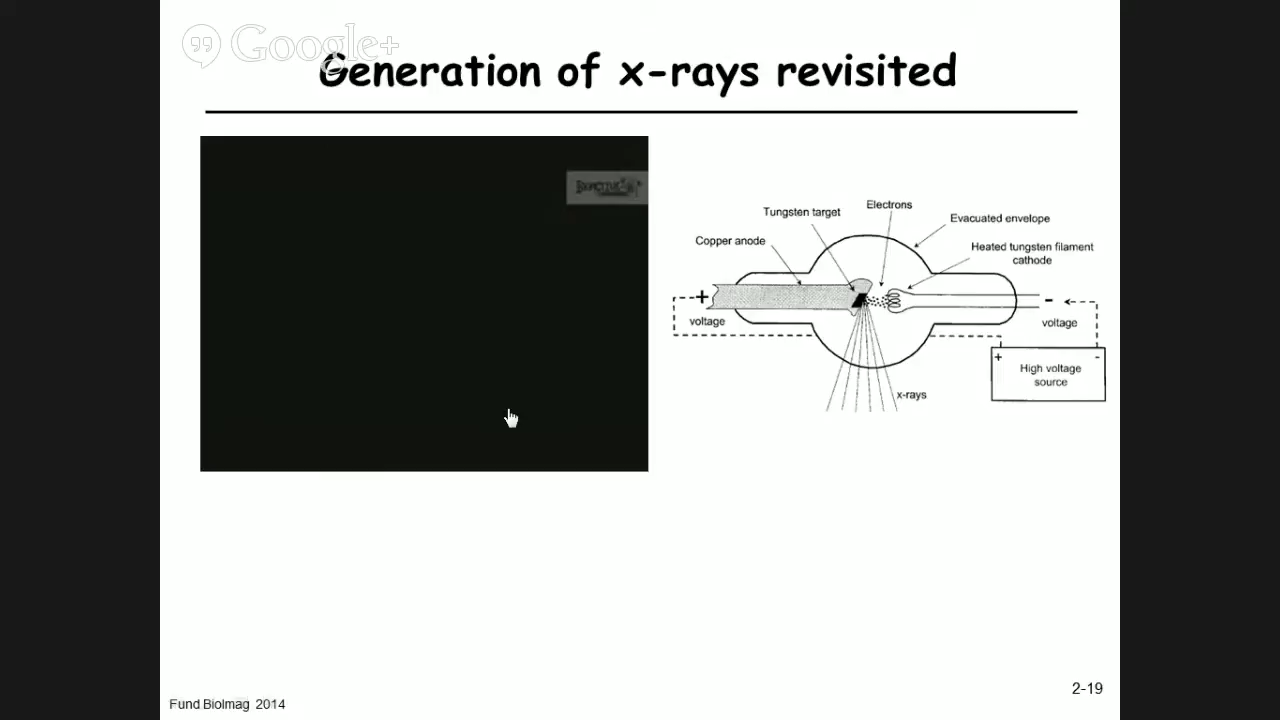 Google+
Generation of x-rays revisited
Electrons
Tungsten target
Evacuated envelope
Copper anode
Heated tungsten filament
cathode
+
-
voltage
voltage
+ -
High voltage
source
x-rays
2-19
Fund BioImag 2014